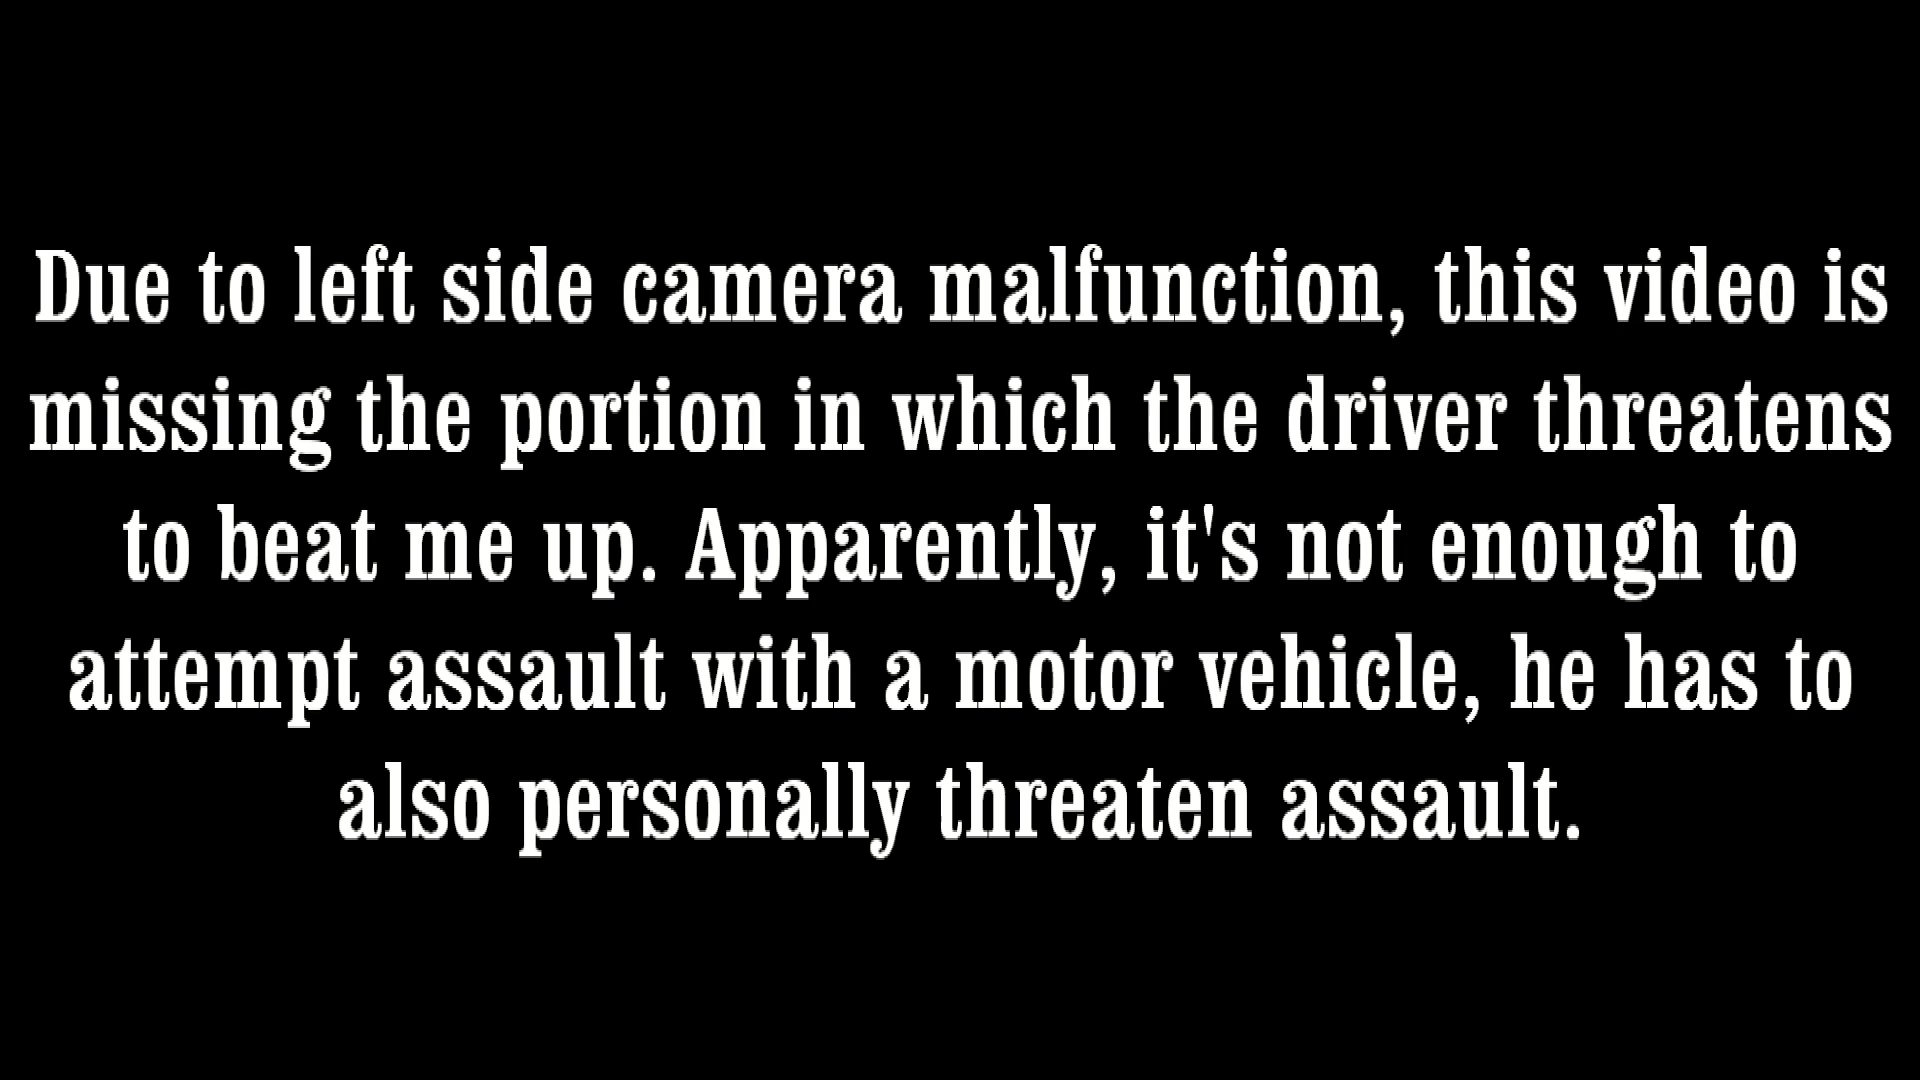 Due to left side camera malfunction, this video is
missing the portion in which the driver threatens
to beat me up. Apparently, it's not enough to
attempt assault with a motor vehicle, he has to
also personally threaten assault.